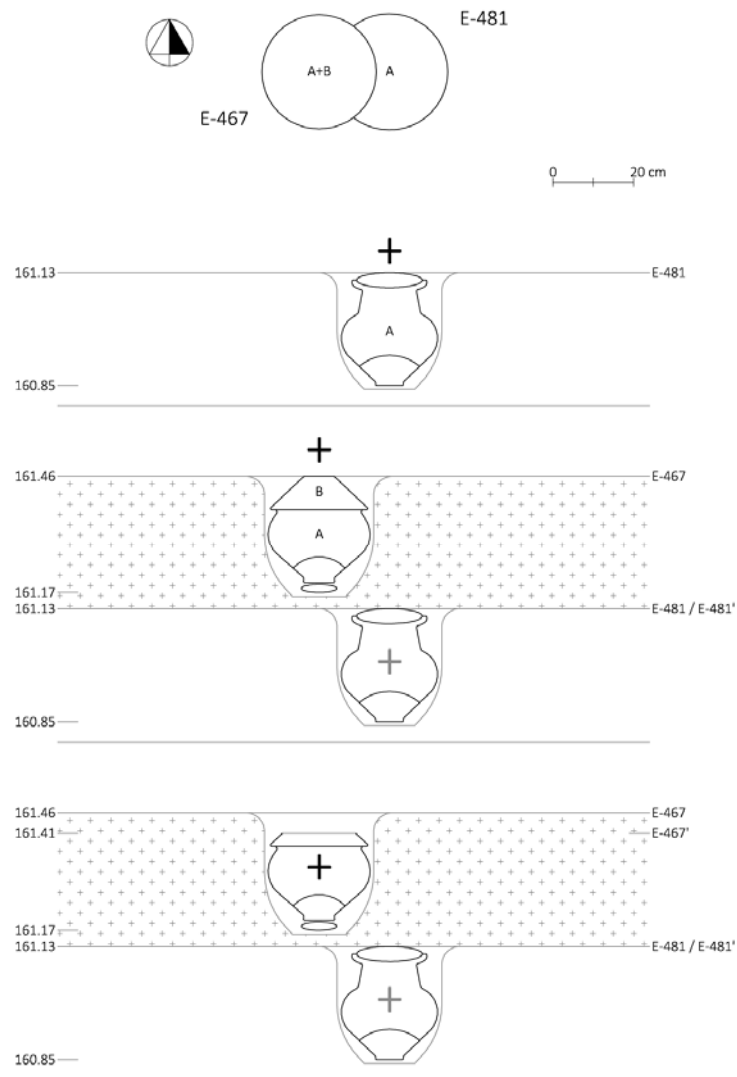 E-481
A+B
A
E-467
0
20 cm
161.13
E-481
A
160.85
161.46
E-467
B
A
161.17
161.13
E-481 / E-481'
160.85
161.46
E-467
161.41
E-467'
161.17
161.13
E-481 / E-481'
160.85